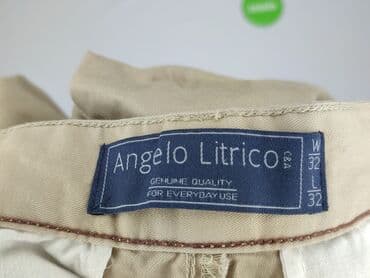 Angelo Litrico
C&A
GENUINE QUALITY
FOR EVERYDAY USE
W
32
L
32